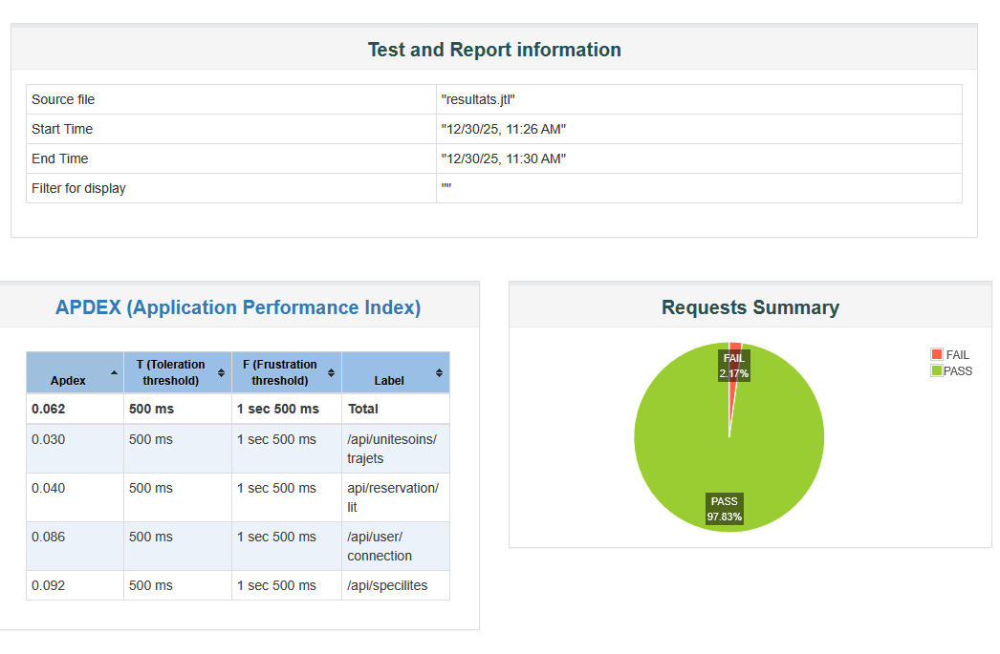 Test and Report information
Source file "resultats.jtl"
Start Time "12/30/25, 11:26 AM"
End Time "12/30/25, 11:30 AM"
Filter for display ""
APDEX (Application Performance Index)
Apdex T (Toleration threshold) F (Frustration threshold) Label
0.062 500 ms 1 sec 500 ms Total
0.030 500 ms 1 sec 500 ms /api/unitesoins/
trajets
0.040 500 ms 1 sec 500 ms api/reservation/
lit
0.086 500 ms 1 sec 500 ms /api/user/
connection
0.092 500 ms 1 sec 500 ms /api/specilites
Requests Summary
FAIL
2.17%
PASS
97.83%
FAIL
PASS